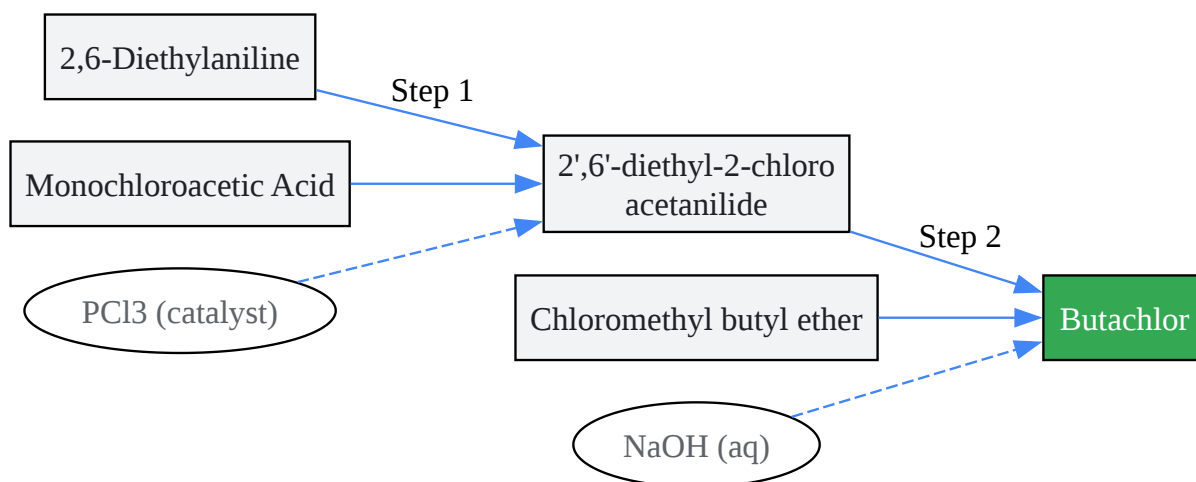 2,6-Diethylaniline
Step 1
Monochloroacetic Acid
2',6'-diethyl-2-chloro
acetanilide
PCl3 (catalyst)
Step 2
Chloromethyl butyl ether
Butachlor
NaOH (aq)